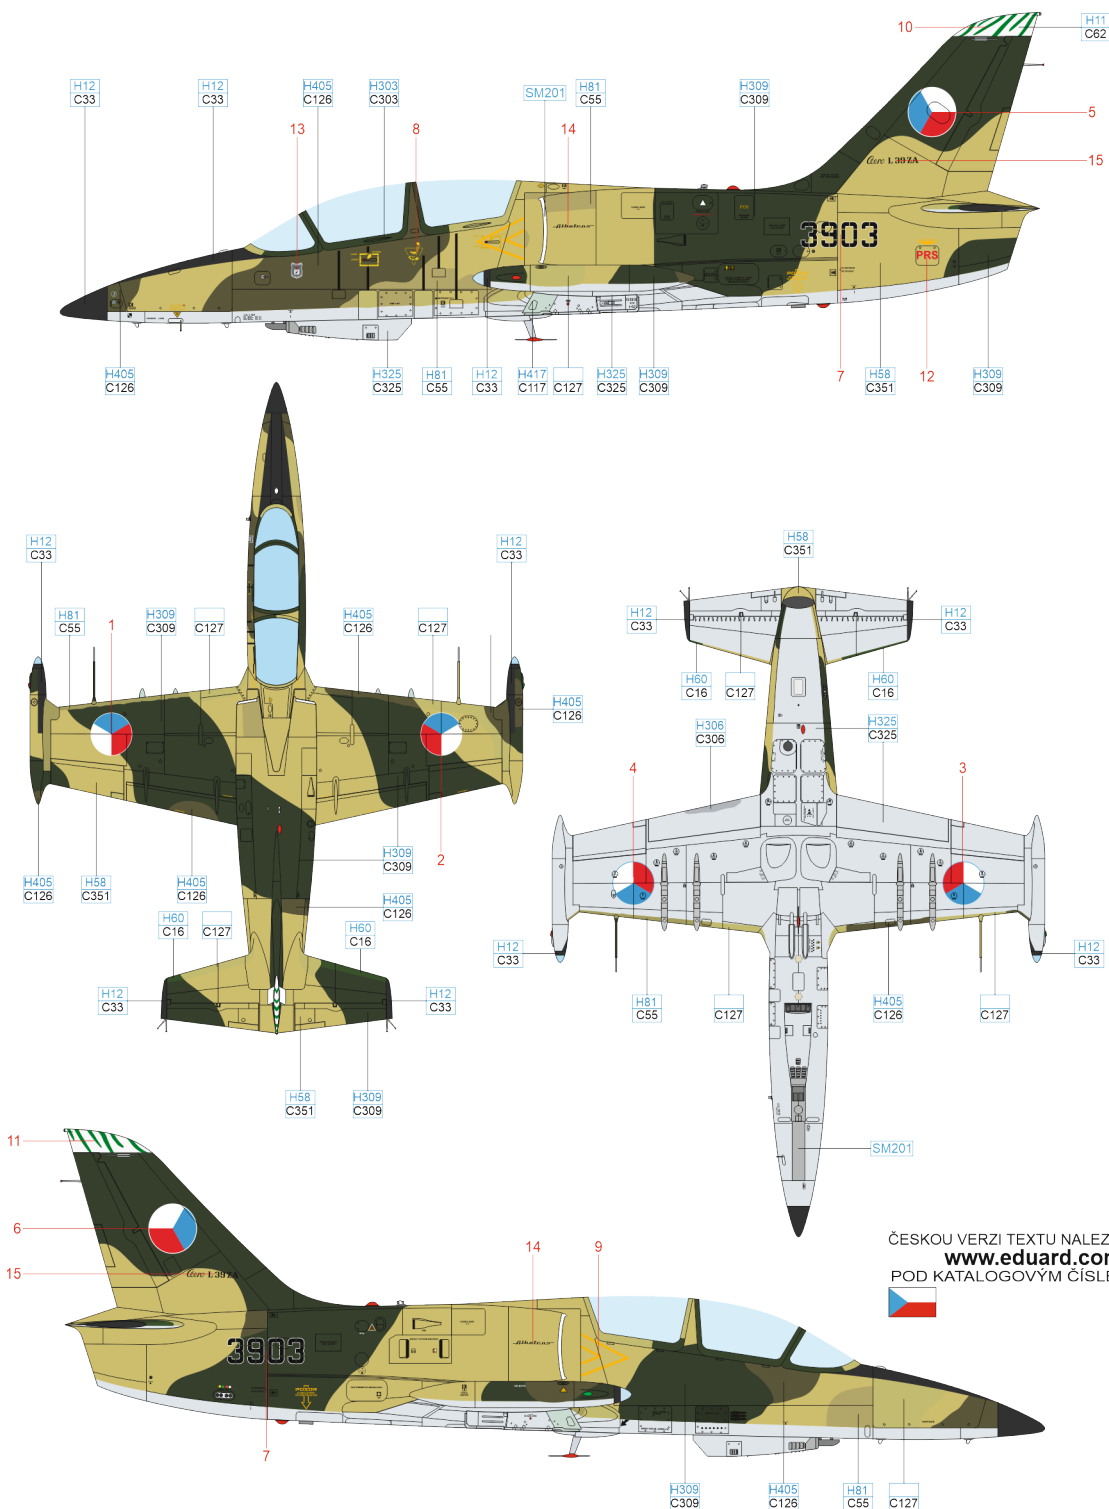 10
H11
C62
H12
C33
H12
C33
H405
C126
H303
C303
SM201
H81
C55
H309
C309
13
8
14
5
15
Aero L 39 ZA
Albatros
3903
PRS
H405
C126
H325
C325
H81
C55
H12
C33
H417
C117
C127
H325
C325
H309
C309
7
H58
C351
12
H309
C309
H12
C33
H12
C33
H58
C351
H81
C55
1
H309
C309
C127
H405
C126
C127
H12
C33
H12
C33
H60
C16
C127
H60
C16
H405
C126
H306
C306
H325
C325
4
3
2
H405
C126
H58
C351
H405
C126
H309
C309
H405
C126
H60
C16
C127
H60
C16
H12
C33
H12
C33
H12
C33
H12
C33
H81
C55
C127
H405
C126
C127
H58
C351
H309
C309
SM201
11
6
15
Aero L 39 ZA
14
9
Albatros
3903
POZOR
7
H309
C309
H405
C126
H81
C55
C127
ČESKOU VERZI TEXTU NALEZ
www.eduard.com
POD KATALOGOVÝM ČÍSLE